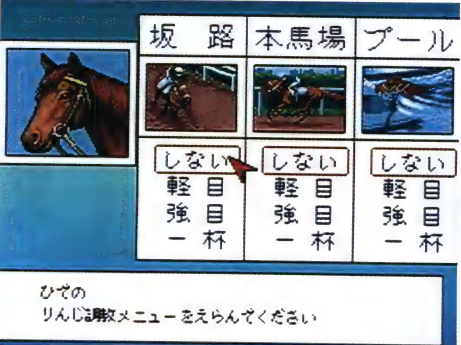 坂路 本馬場 プール
しない しない しない
軽目 軽目 軽目
強目 強目 強目
一杯 一杯 一杯
ひでの
りんじ調教メニューをえらんでください